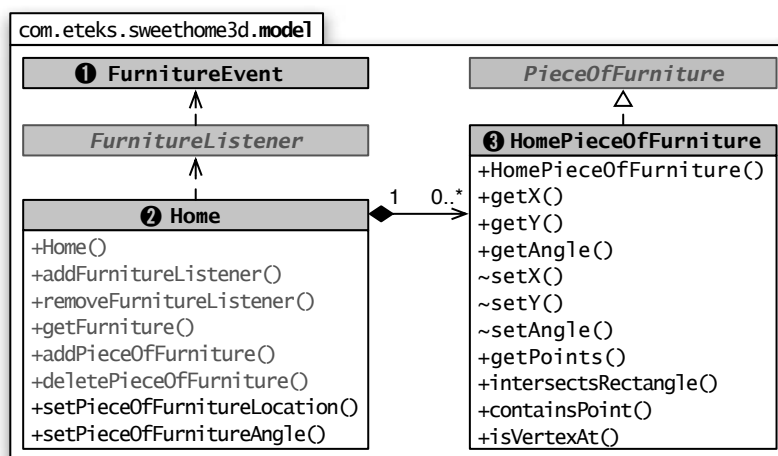 com.eteks.sweethome3d.model
❶ FurnitureEvent
FurnitureListener
❷ Home
+Home()
+addFurnitureListener()
+removeFurnitureListener()
+getFurniture()
+addPieceOfFurniture()
+deletePieceOfFurniture()
+setPieceOfFurnitureLocation()
+setPieceOfFurnitureAngle()
1 0..*
PieceOfFurniture
❸ HomePieceOfFurniture
+HomePieceOfFurniture()
+getX()
+getY()
+getAngle()
~setX()
~setY()
~setAngle()
+getPoints()
+intersectsRectangle()
+containsPoint()
+isVertexAt()